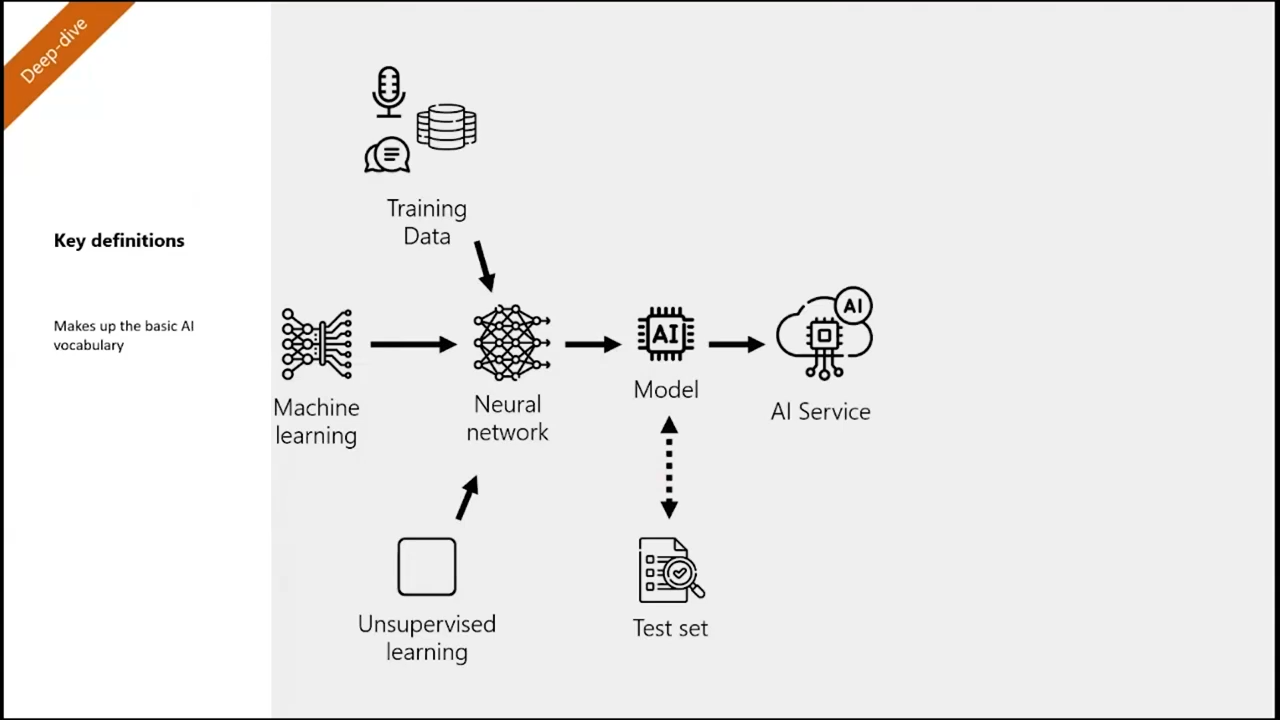 Deep-dive
Key definitions
Makes up the basic AI
vocabulary
Training
Data
Machine
learning
Neural
network
AI
Model
AI
AI Service
Unsupervised
learning
Test set